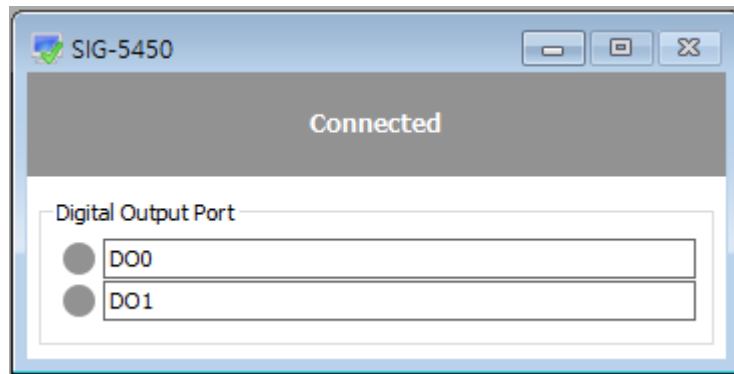 SIG-5450
Connected
Digital Output Port
DO0
DO1